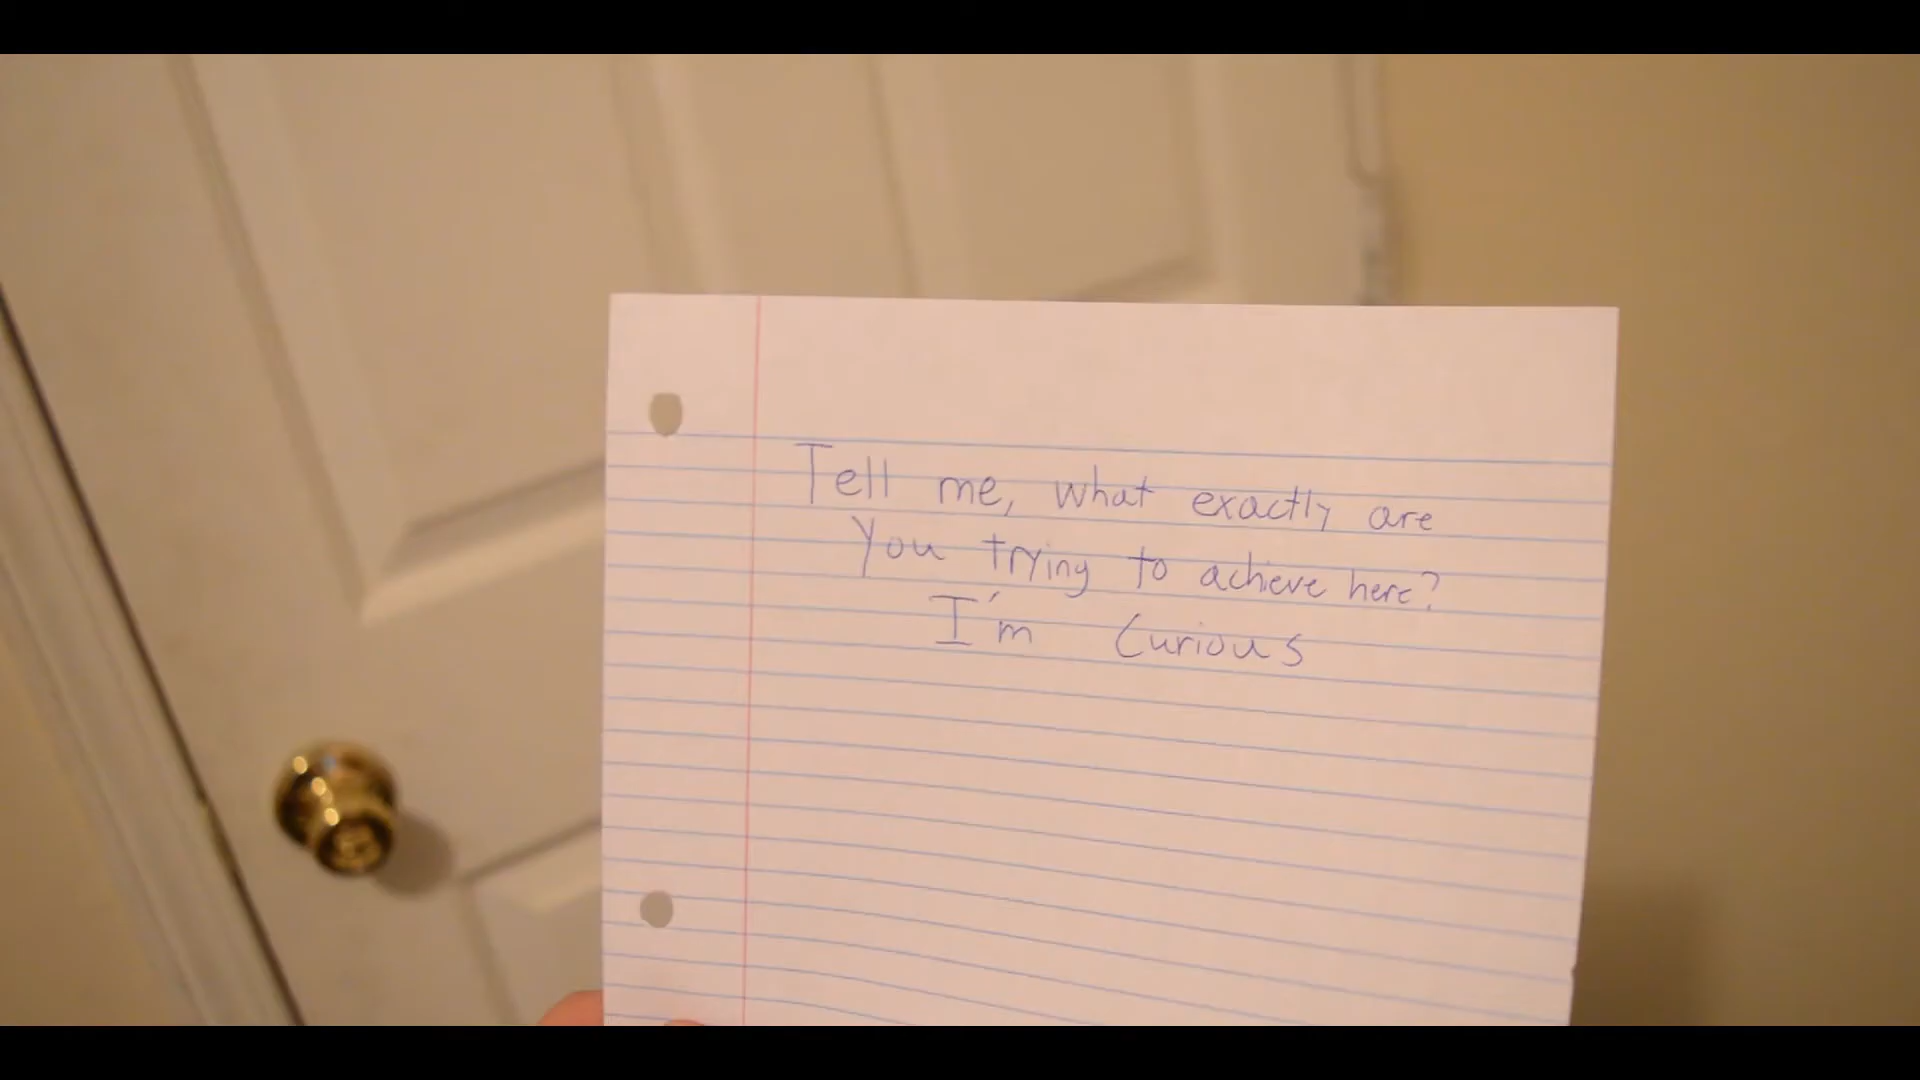 Tell me, what exactly are
You trying to achieve here?
I'm Curious